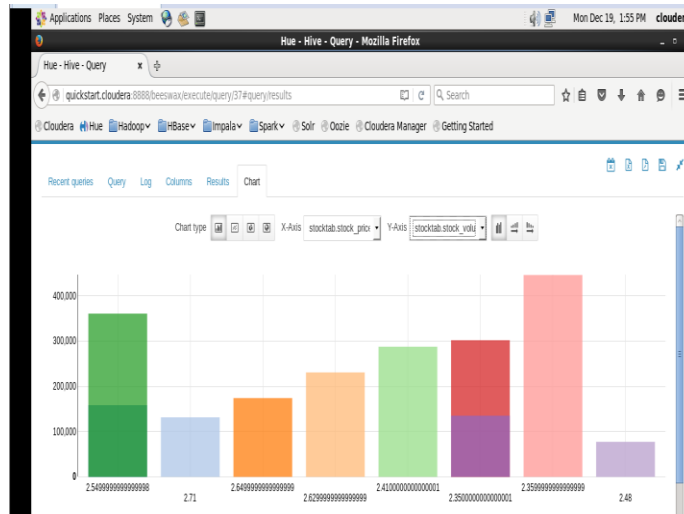 Applications Places System Mon Dec 19, 1:55 PM clouder
Hue - Hive - Query - Mozilla Firefox
Hue - Hive - Query x
quickstart.cloudera:8888/beeswax/execute/query/37#query/results Search
Cloudera Hue Hadoop HBase Impala Spark Solr Oozie Cloudera Manager Getting Started
Recent queries Query Log Columns Results Chart
Chart type X-Axis stocktab.stock_price Y-Axis stocktab.stock_volu
400,000
300,000
200,000
100,000
0
2.5499999999999998 2.6499999999999999 2.4100000000000001 2.3599999999999999
2.71 2.6299999999999999 2.3500000000000001 2.48